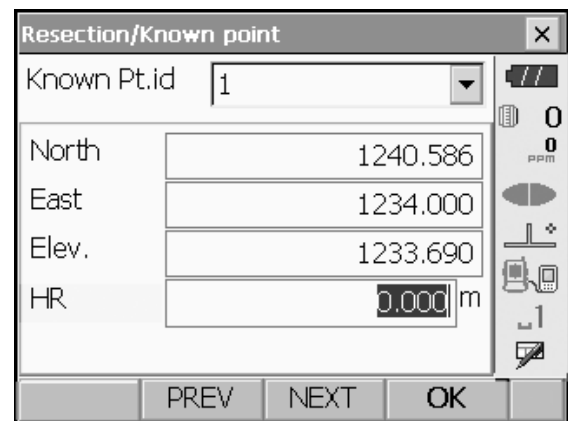 Resection/Known point
Known Pt.id 1
0
0
PPM
North 1240.586
East 1234.000
Elev. 1233.690
HR 0.000 m
1
PREV NEXT OK